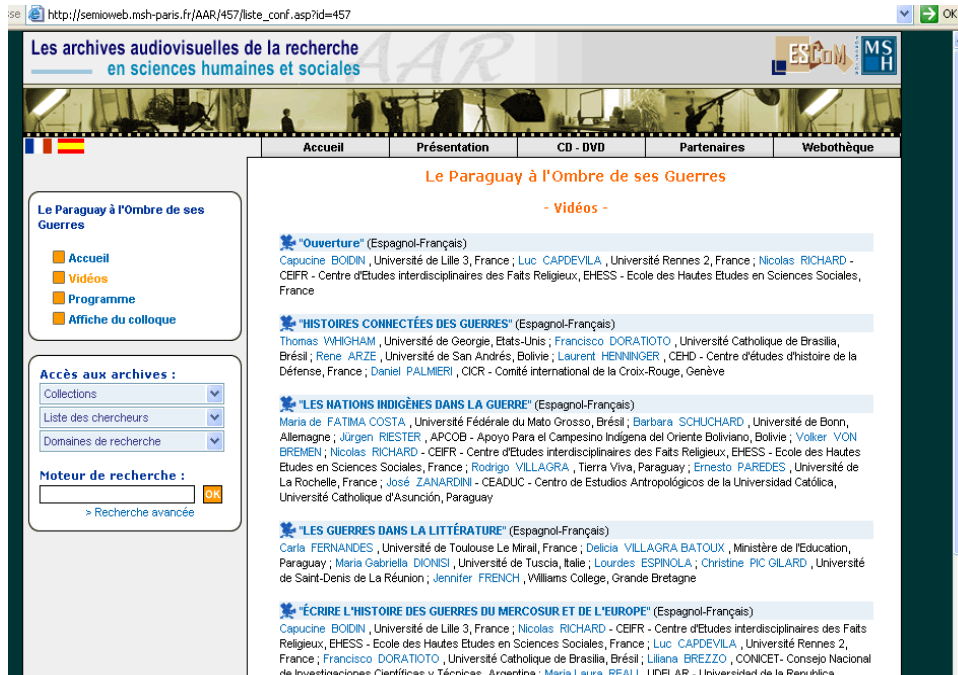 sse http://semioweb.msh-paris.fr/AAR/457/liste_conf.asp?id=457 OK
Les archives audiovisuelles de la recherche
en sciences humaines et sociales
AAR
ESCoM
MSH
Accueil Présentation CD - DVD Partenaires Webothèque
Le Paraguay à l'Ombre de ses Guerres
Accueil
Vidéos
Programme
Affiche du colloque
Accès aux archives :
Collections
Liste des chercheurs
Domaines de recherche
Moteur de recherche :
OK
> Recherche avancée
Le Paraguay à l'Ombre de ses Guerres
- Vidéos -
"Ouverture" (Espagnol-Français)
Capucine BOIDIN , Université de Lille 3, France ; Luc CAPDEVILA , Université Rennes 2, France ; Nicolas RICHARD -
CEIFR - Centre d'Etudes interdisciplinaires des Faits Religieux, EHESS - Ecole des Hautes Etudes en Sciences Sociales,
France
"HISTOIRES CONNECTÉES DES GUERRES" (Espagnol-Français)
Thomas WHIGHAM , Université de Georgie, Etats-Unis ; Francisco DORATIOTO , Université Catholique de Brasilia,
Brésil ; Rene ARZE , Université de San Andrés, Bolivie ; Laurent HENNINGER , CEHD - Centre d'études d'histoire de la
Défense, France ; Daniel PALMIERI , CICR - Comité international de la Croix-Rouge, Genève
"LES NATIONS INDIGÈNES DANS LA GUERRE" (Espagnol-Français)
Maria de FATIMA COSTA , Université Fédérale du Mato Grosso, Brésil ; Barbara SCHUCHARD , Université de Bonn,
Allemagne ; Jürgen RIESTER , APCOB - Apoyo Para el Campesino Indígena del Oriente Boliviano, Bolivie ; Volker VON
BREMEN ; Nicolas RICHARD - CEIFR - Centre d'Etudes interdisciplinaires des Faits Religieux, EHESS - Ecole des Hautes
Etudes en Sciences Sociales, France ; Rodrigo VILLAGRA , Tierra Viva, Paraguay ; Ernesto PAREDES , Université de
La Rochelle, France ; José ZANARDINI - CEADUC - Centro de Estudios Antropológicos de la Universidad Católica,
Université Catholique d'Asunción, Paraguay
"LES GUERRES DANS LA LITTÉRATURE" (Espagnol-Français)
Carla FERNANDES , Université de Toulouse Le Mirail, France ; Delicia VILLAGRA BATOUX , Ministère de l'Education,
Paraguay ; Maria Gabriella DIONISI , Université de Tuscia, Italie ; Lourdes ESPINOLA ; Christine PIC GILARD , Université
de Saint-Denis de La Réunion ; Jennifer FRENCH , Williams College, Grande Bretagne
"ÉCRIRE L'HISTOIRE DES GUERRES DU MERCOSUR ET DE L'EUROPE" (Espagnol-Français)
Capucine BOIDIN , Université de Lille 3, France ; Nicolas RICHARD - CEIFR - Centre d'Etudes interdisciplinaires des Faits
Religieux, EHESS - Ecole des Hautes Etudes en Sciences Sociales, France ; Luc CAPDEVILA , Université Rennes 2,
France ; Francisco DORATIOTO , Université Catholique de Brasilia, Brésil ; Liliana BREZZO , CONICET- Consejo Nacional
de Investigaciones Científicas y Técnicas, Argentina ; Maria Laura REALI , UDELAR - Universidad de la Republica,